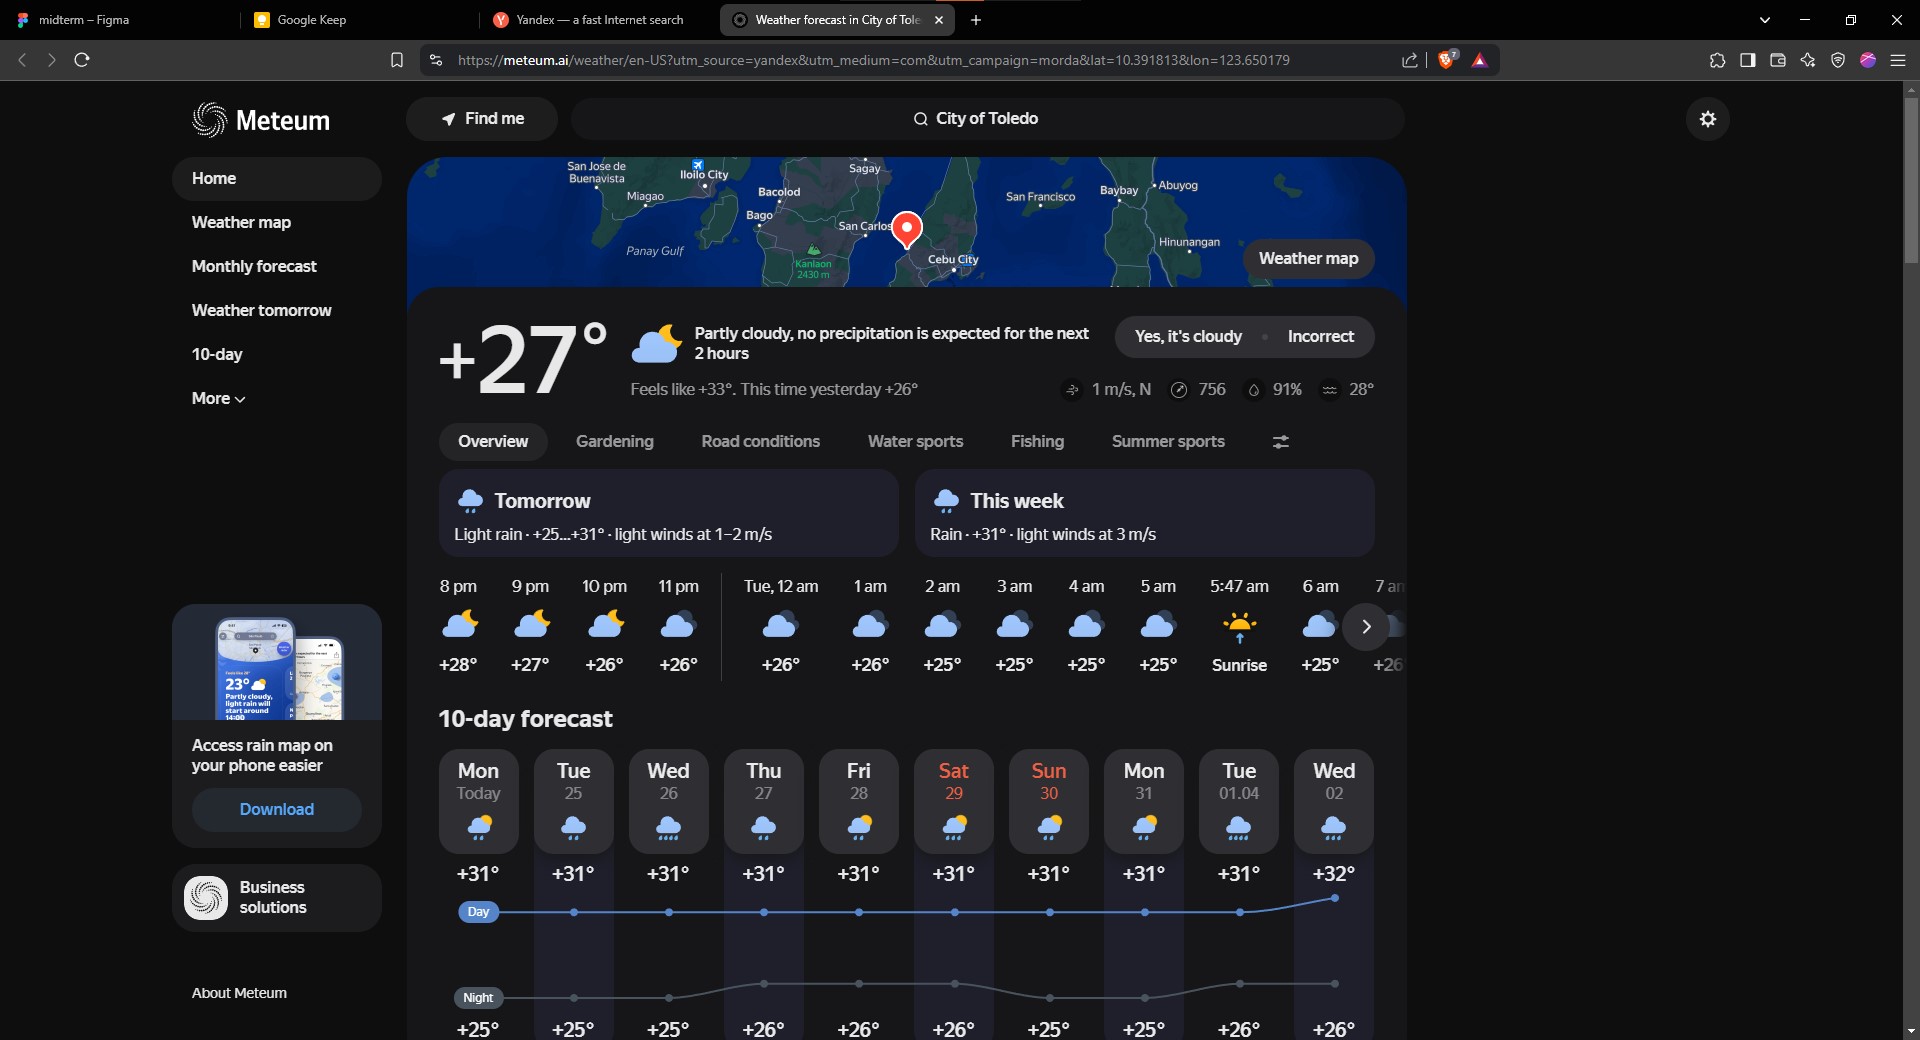 midterm – Figma
Google Keep
Yandex — a fast Internet search
Weather forecast in City of Tole
https://meteum.ai/weather/en-US?utm_source=yandex&utm_medium=com&utm_campaign=morda&lat=10.391813&lon=123.650179
7
Meteum
Find me
City of Toledo
Home
Weather map
Monthly forecast
Weather tomorrow
10-day
More
San Jose de
Buenavista
Iloilo City
Miagao
Panay Gulf
Sagay
Bacolod
Bago
San Carlos
Kanlaon
2430 m
Cebu City
San Francisco
Baybay
Abuyog
Hinunangan
Weather map
+27°
Partly cloudy, no precipitation is expected for the next
2 hours
Yes, it's cloudy
Incorrect
Feels like +33°. This time yesterday +26°
1 m/s, N
756
91%
28°
Overview
Gardening
Road conditions
Water sports
Fishing
Summer sports
Tomorrow
Light rain · +25...+31° · light winds at 1–2 m/s
This week
Rain · +31° · light winds at 3 m/s
8 pm 9 pm 10 pm 11 pm Tue, 12 am 1 am 2 am 3 am 4 am 5 am 5:47 am 6 am 7 am
+28° +27° +26° +26° +26° +26° +25° +25° +25° +25° Sunrise +25° +26
10-day forecast
Mon Tue Wed Thu Fri Sat Sun Mon Tue Wed
Today 25 26 27 28 29 30 31 01.04 02
+31° +31° +31° +31° +31° +31° +31° +31° +31° +32°
Day
Night
+25° +25° +25° +26° +26° +26° +25° +25° +26° +26°
23°
Partly cloudy,
light rain will
start around
14:00
Access rain map on
your phone easier
Download
Business
solutions
About Meteum